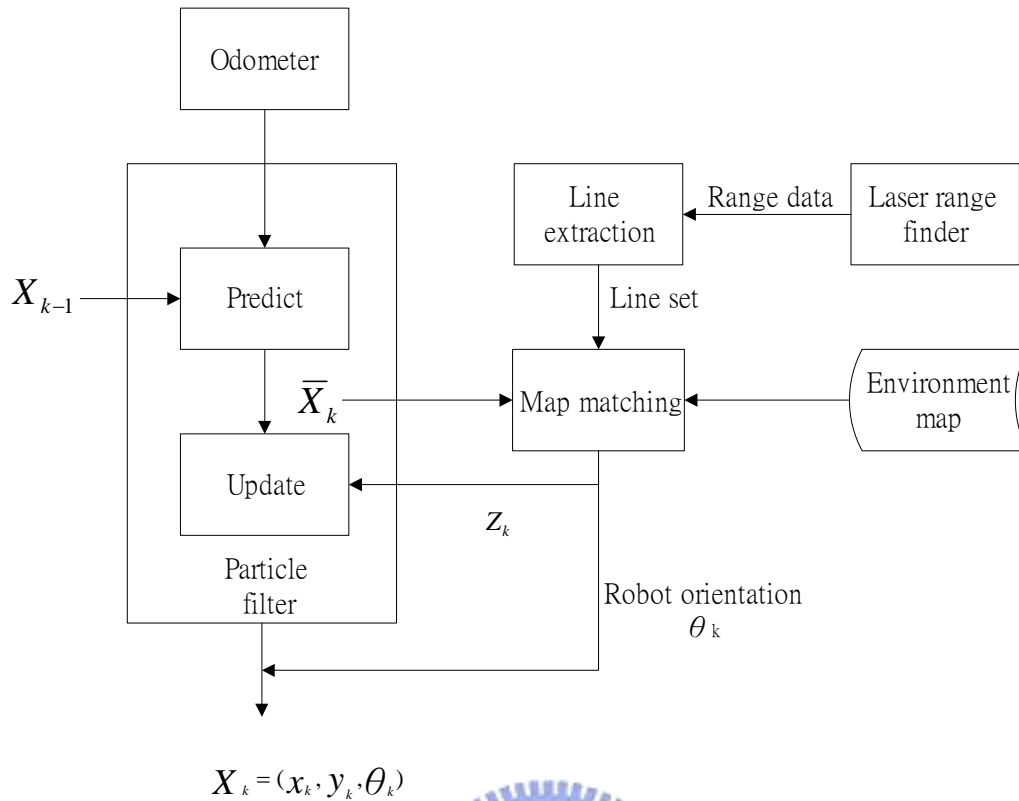 Odometer
Line
extraction
Range data
Laser range
finder
X_{k-1}
Predict
Line set
X̄_k
Map matching
Environment
map
Update
Z_k
Particle
filter
Robot orientation
θ_k
X_k = (x_k, y_k, θ_k)